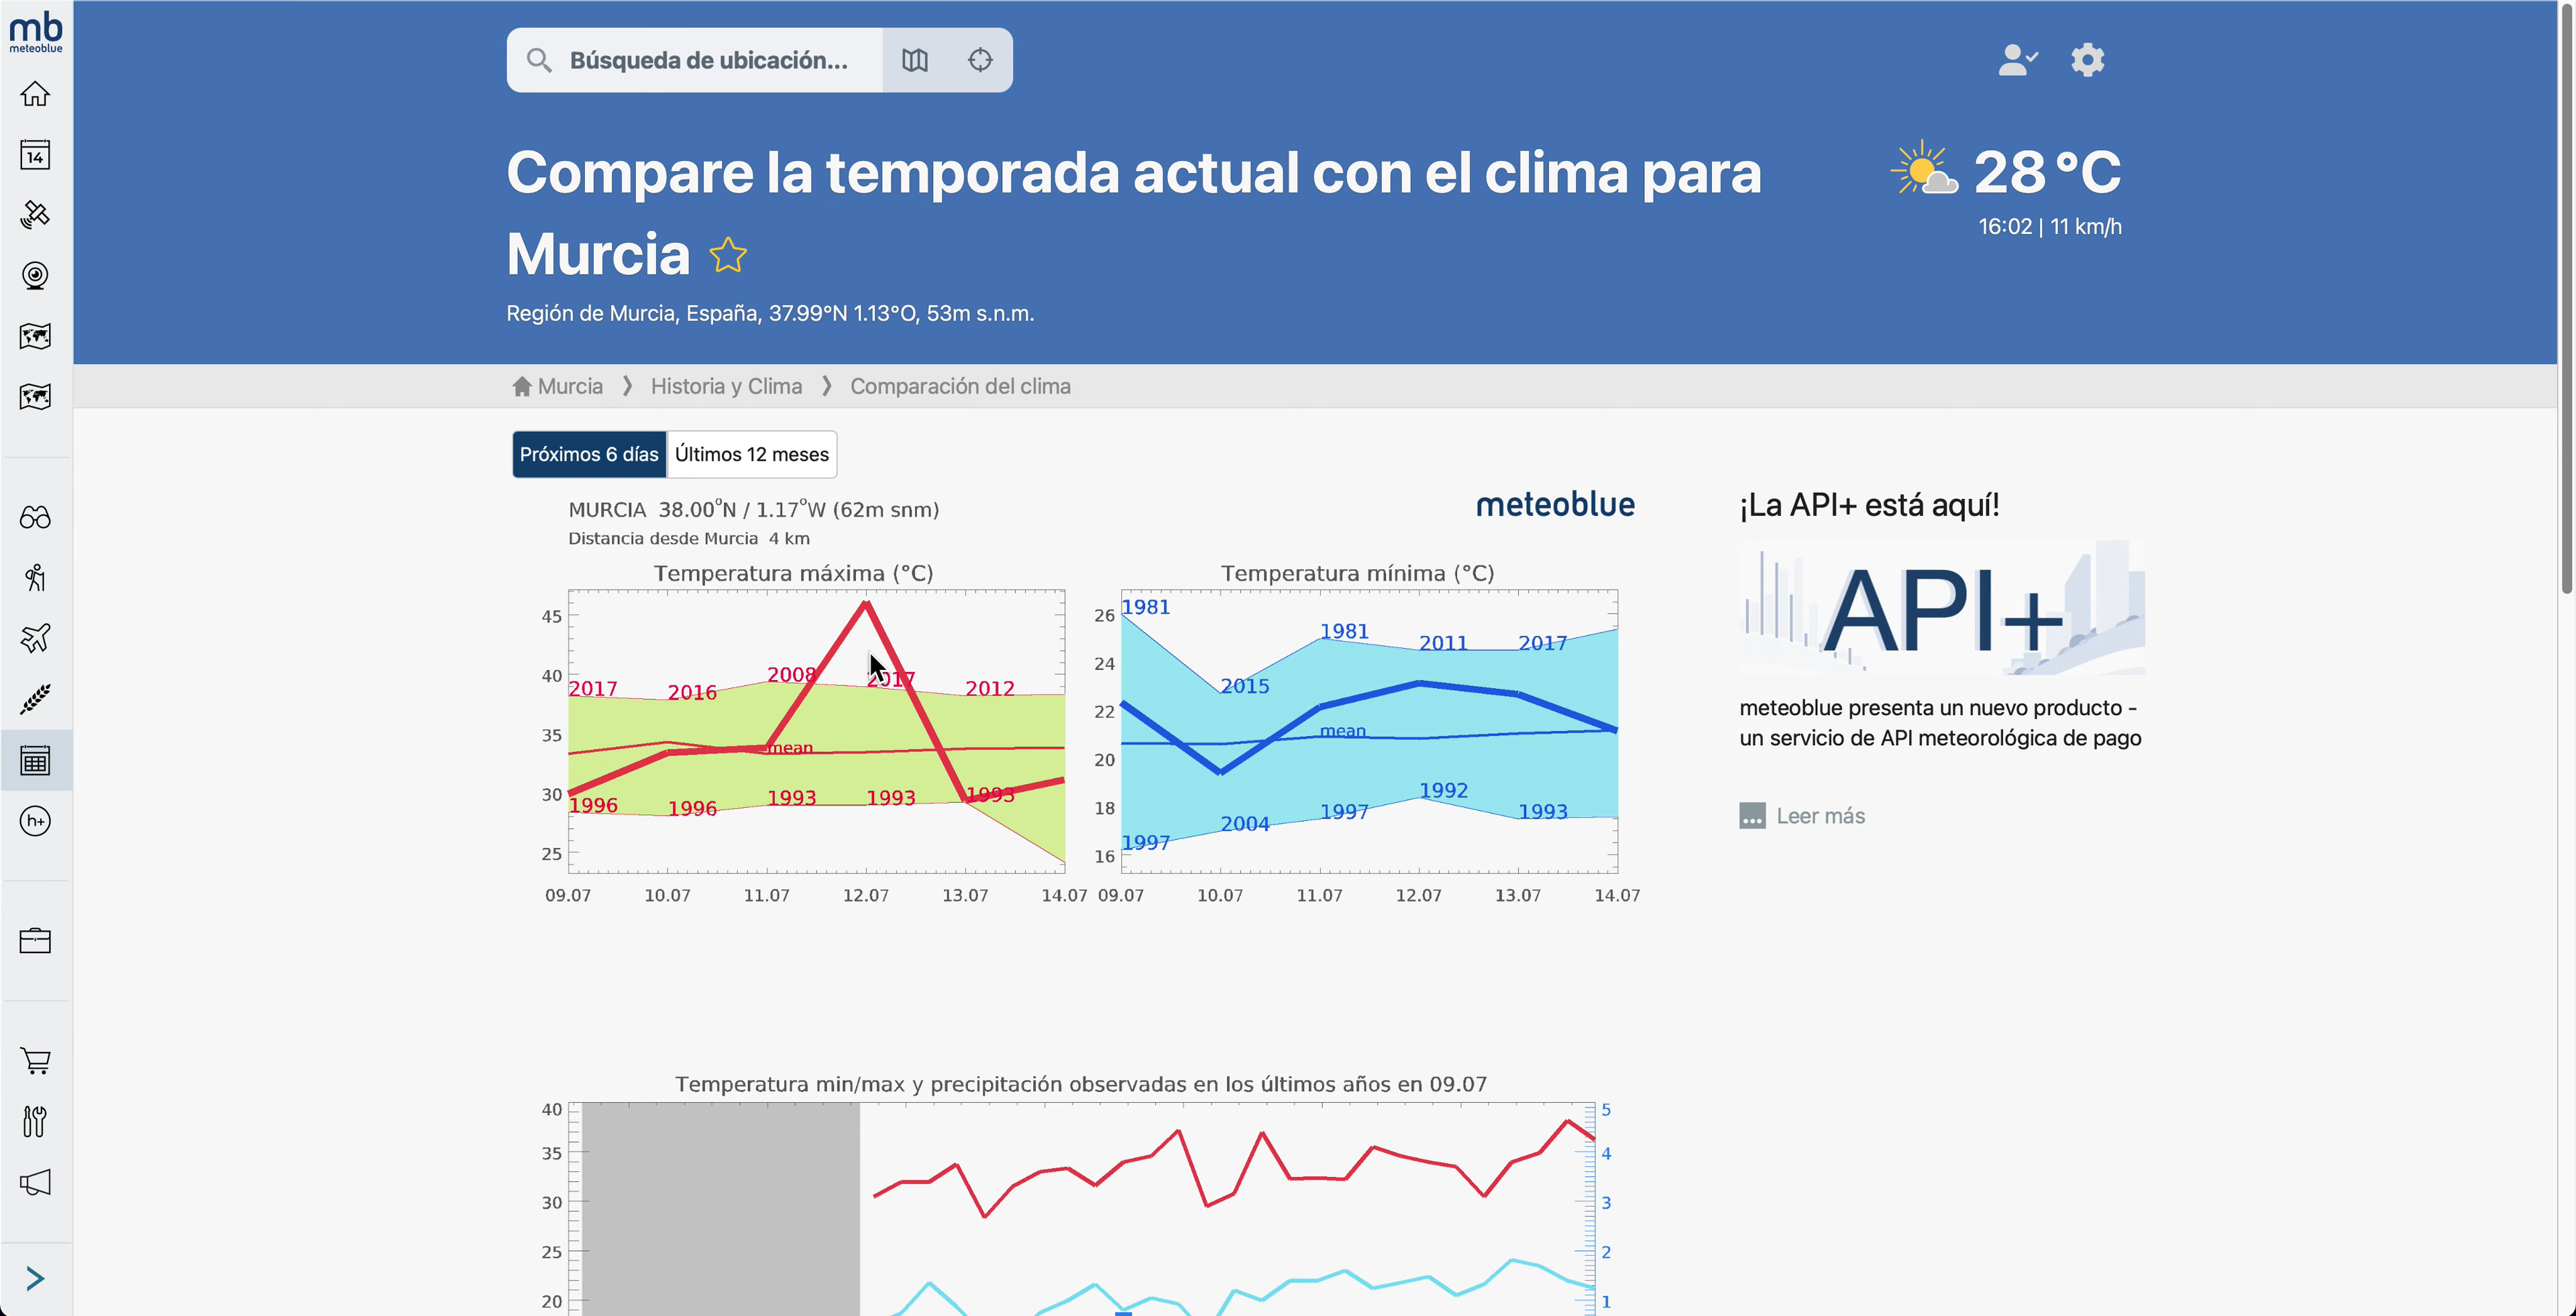 mb
meteoblue
Búsqueda de ubicación...
14
Compare la temporada actual con el clima para
Murcia
28 °C
16:02 | 11 km/h
Región de Murcia, España, 37.99°N 1.13°O, 53m s.n.m.
Murcia ❯ Historia y Clima ❯ Comparación del clima
Próximos 6 días Últimos 12 meses
MURCIA 38.00°N / 1.17°W (62m snm)
meteoblue
Distancia desde Murcia 4 km
Temperatura máxima (°C)
45
40
35
30
25
2017 2016 2008 2017 2012
mean
1996 1996 1993 1993 1993
09.07 10.07 11.07 12.07 13.07 14.07
Temperatura mínima (°C)
26
24
22
20
18
16
1981 2015 1981 2011 2017
mean
1997 2004 1997 1992 1993
09.07 10.07 11.07 12.07 13.07 14.07
¡La API+ está aquí!
API+
meteoblue presenta un nuevo producto -
un servicio de API meteorológica de pago
... Leer más
h+
Temperatura min/max y precipitación observadas en los últimos años en 09.07
40
35
30
25
20
5
4
3
2
1